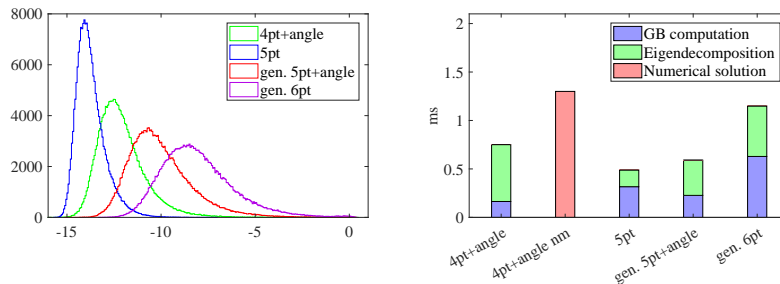 8000
6000
4000
2000
0
-15
-10
-5
0
4pt+angle
5pt
gen. 5pt+angle
gen. 6pt
2
1.5
1
0.5
0
ms
GB computation
Eigendecomposition
Numerical solution
4pt+angle
4pt+angle nm
5pt
gen. 5pt+angle
gen. 6pt